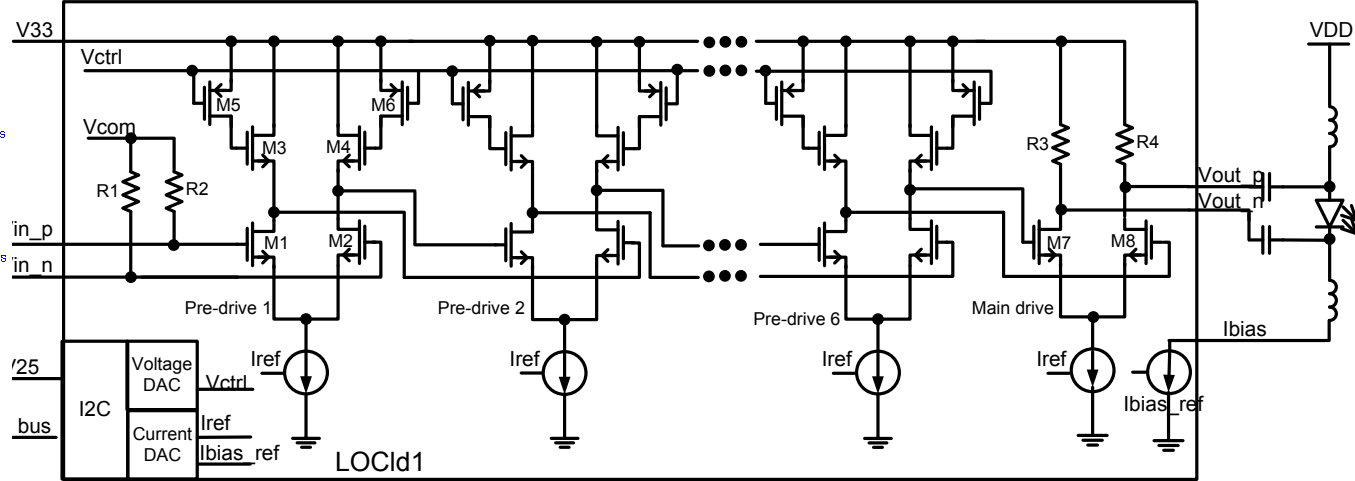 V33
VDD
Vctrl
M5
M6
Vcom
M3
M4
R3
R4
R1
R2
Vout_p
Vout_n
in_p
M1
M2
M7
M8
in_n
s
s
Pre-drive 1
Pre-drive 2
Pre-drive 6
Main drive
Ibias
Iref
Iref
Iref
Iref
V25
I2C
Voltage
DAC
Vctrl
Ibias_ref
bus
Current
DAC
Iref
Ibias_ref
LOCld1